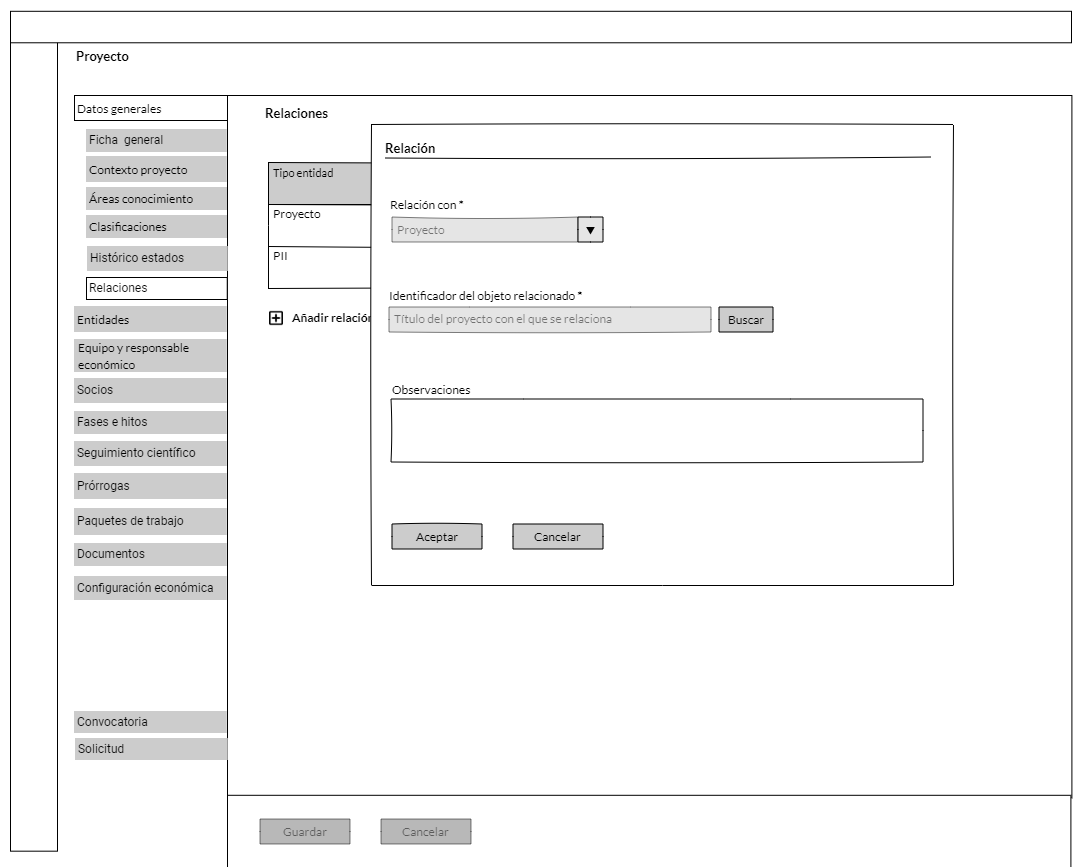 Proyecto
Datos generales
Ficha general
Contexto proyecto
Áreas conocimiento
Clasificaciones
Histórico estados
Relaciones
Entidades
Equipo y responsable
económico
Socios
Fases e hitos
Seguimiento científico
Prórrogas
Paquetes de trabajo
Documentos
Configuración económica
Convocatoria
Solicitud
Relaciones
Tipo entidad
Proyecto
PII
Añadir relación
Relación
Relación con *
Proyecto
Identificador del objeto relacionado *
Título del proyecto con el que se relaciona
Buscar
Observaciones
Aceptar
Cancelar
Guardar
Cancelar